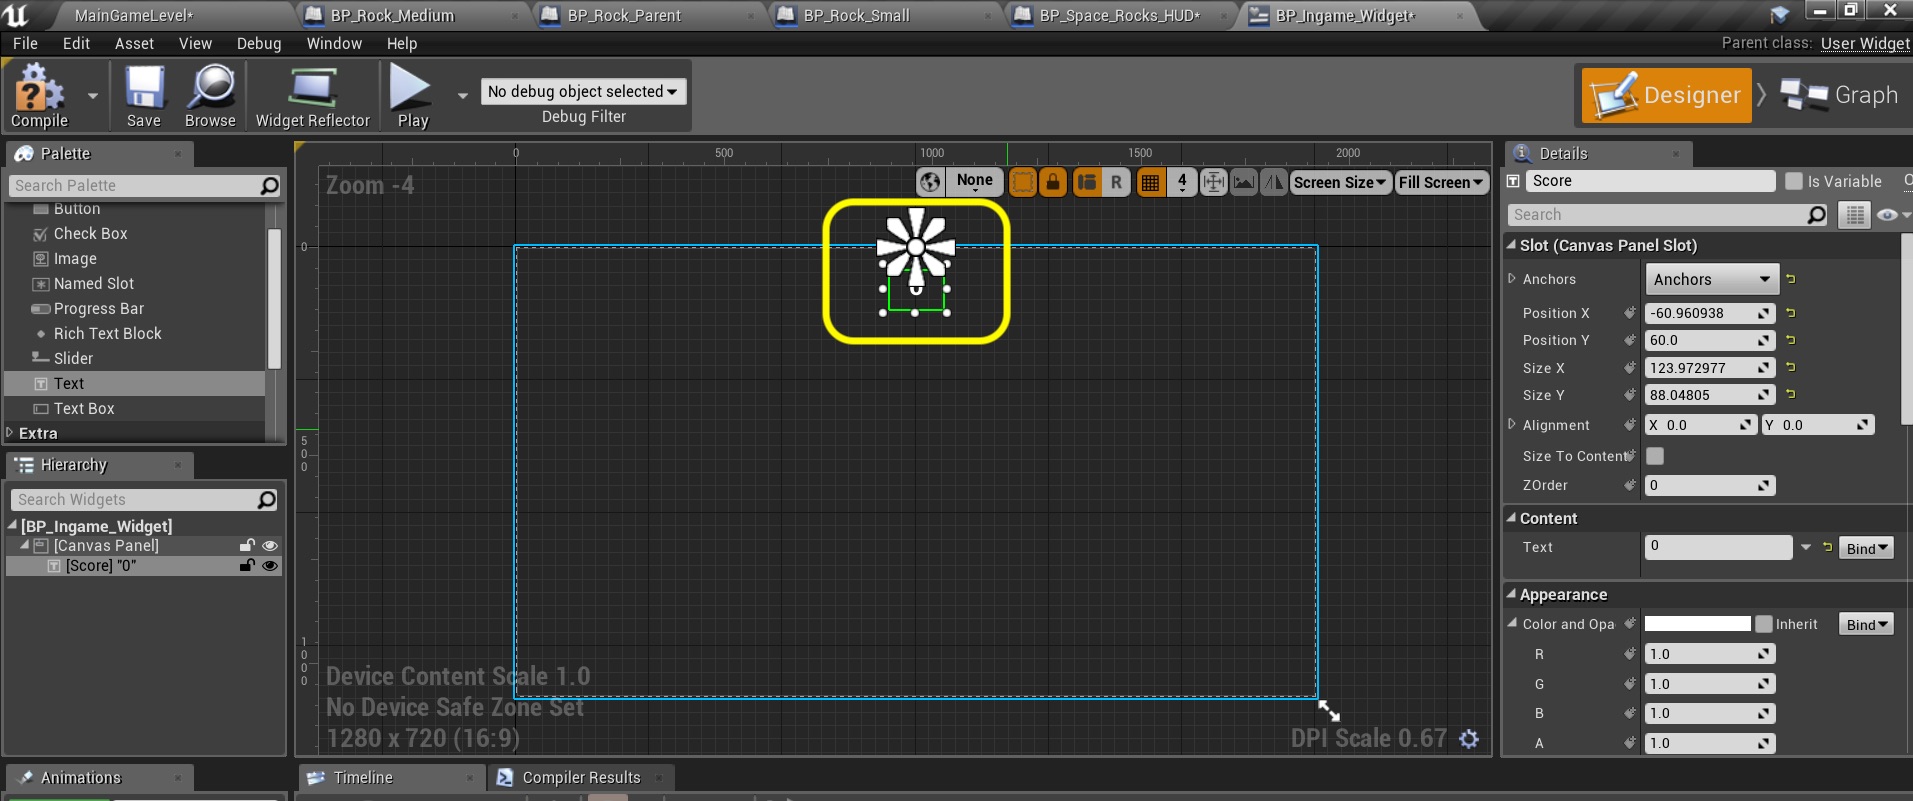 MainGameLevel*
BP_Rock_Medium
BP_Rock_Parent
BP_Rock_Small
BP_Space_Rocks_HUD*
BP_Ingame_Widget*
File Edit Asset View Debug Window Help
Parent class: User Widget
Compile
Save
Browse
Widget Reflector
Play
No debug object selected
Debug Filter
Designer
Graph
Palette
Search Palette
Button
Check Box
Image
Named Slot
Progress Bar
Rich Text Block
Slider
Text
Text Box
Extra
Hierarchy
Search Widgets
[BP_Ingame_Widget]
[Canvas Panel]
[Score] "0"
Animations
0 500 1000 1500 2000
Zoom -4
None
R
4
Screen Size
Fill Screen
0
500
1000
0
Device Content Scale 1.0
No Device Safe Zone Set
1280 x 720 (16:9)
DPI Scale 0.67
Timeline
Compiler Results
Details
Score
Is Variable
Search
Slot (Canvas Panel Slot)
Anchors Anchors
Position X -60.960938
Position Y 60.0
Size X 123.972977
Size Y 88.04805
Alignment X 0.0 Y 0.0
Size To Content
ZOrder 0
Content
Text 0 Bind
Appearance
Color and Opa Inherit Bind
R 1.0
G 1.0
B 1.0
A 1.0